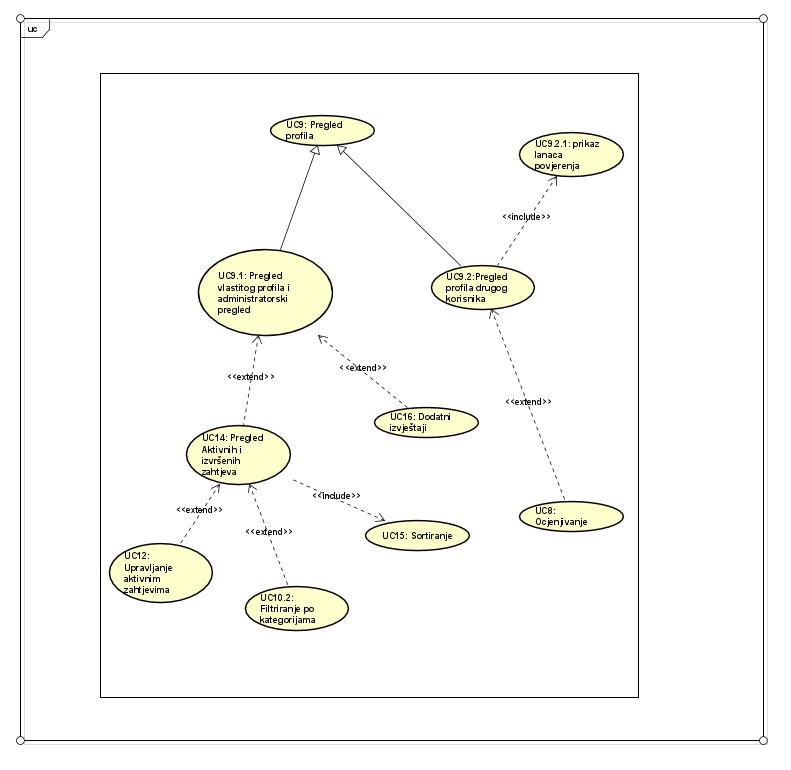 uc
UC9: Pregled
profila
UC9.2.1: prikaz
lanaca
povjerenja
<<include>>
UC9.1: Pregled
vlastitog profila i
administratorski
pregled
UC9.2:Pregled
profila drugog
korisnika
<<extend>>
<<extend>>
<<extend>>
UC16: Dodatni
izvještaji
UC14: Pregled
Aktivnih i
izvršenih
zahtjeva
<<include>>
<<extend>>
<<extend>>
UC15: Sortiranje
UC8:
Ocjenjivanje
UC12:
Upravljanje
aktivnim
zahtjevima
UC10.2:
Filtriranje po
kategorijama